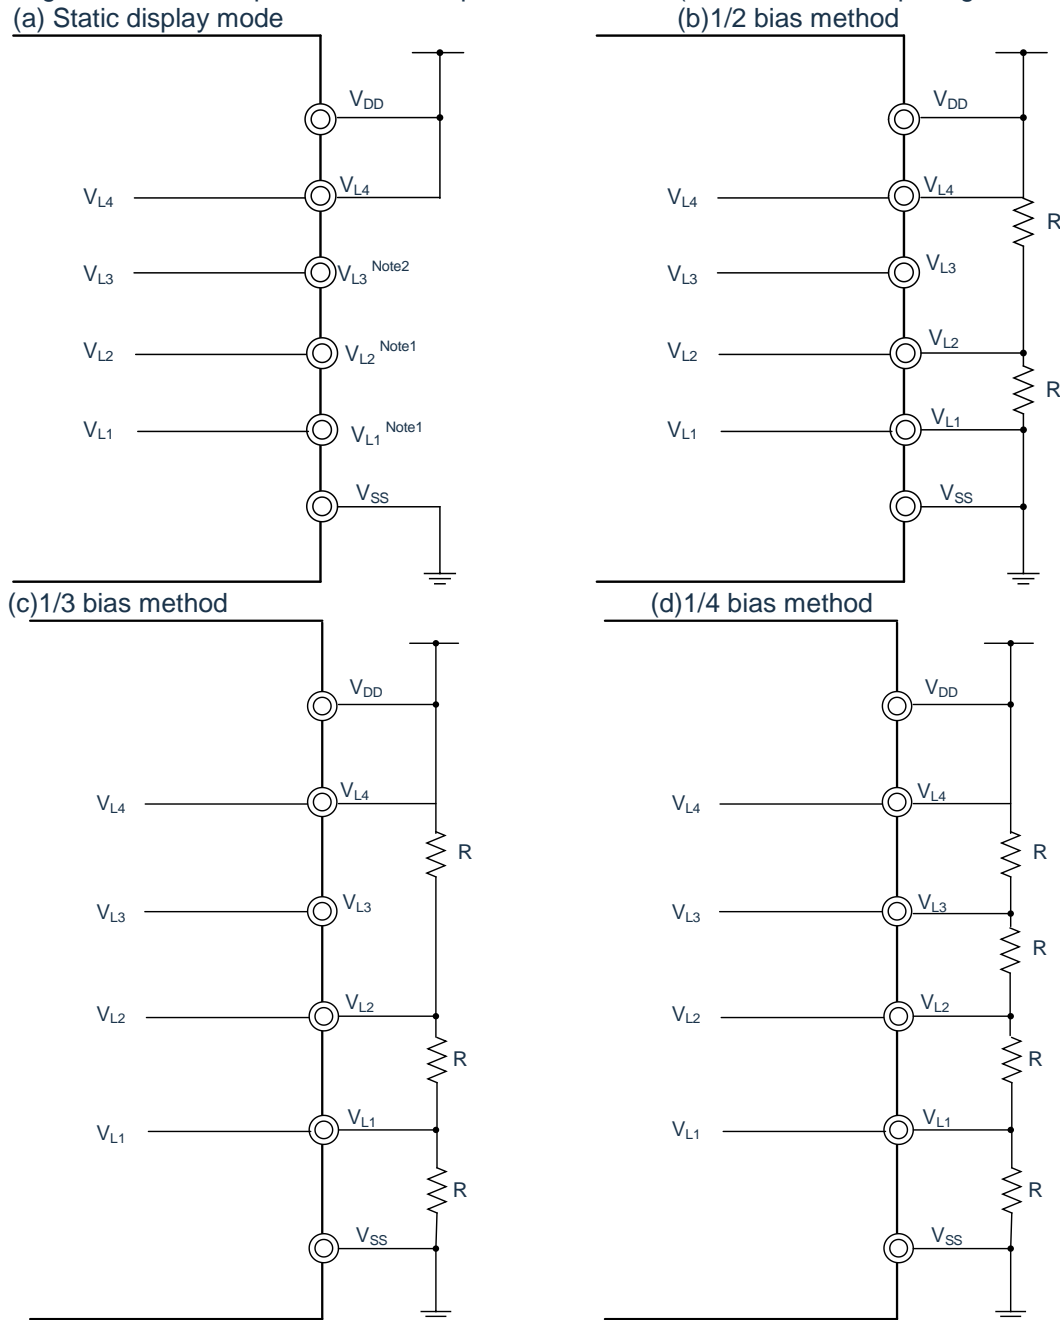 (a) Static display mode
(b)1/2 bias method
VDD
VL4
VL4
VL3
VL3 Note2
VL2
VL2 Note1
VL1
VL1 Note1
VSS
VDD
VL4
VL4
R
VL3
VL3
VL2
VL2
R
VL1
VL1
VSS
(c)1/3 bias method
(d)1/4 bias method
VDD
VL4
VL4
R
VL3
VL3
VL2
VL2
R
VL1
VL1
R
VSS
VDD
VL4
VL4
R
VL3
VL3
R
VL2
VL2
R
VL1
VL1
R
VSS